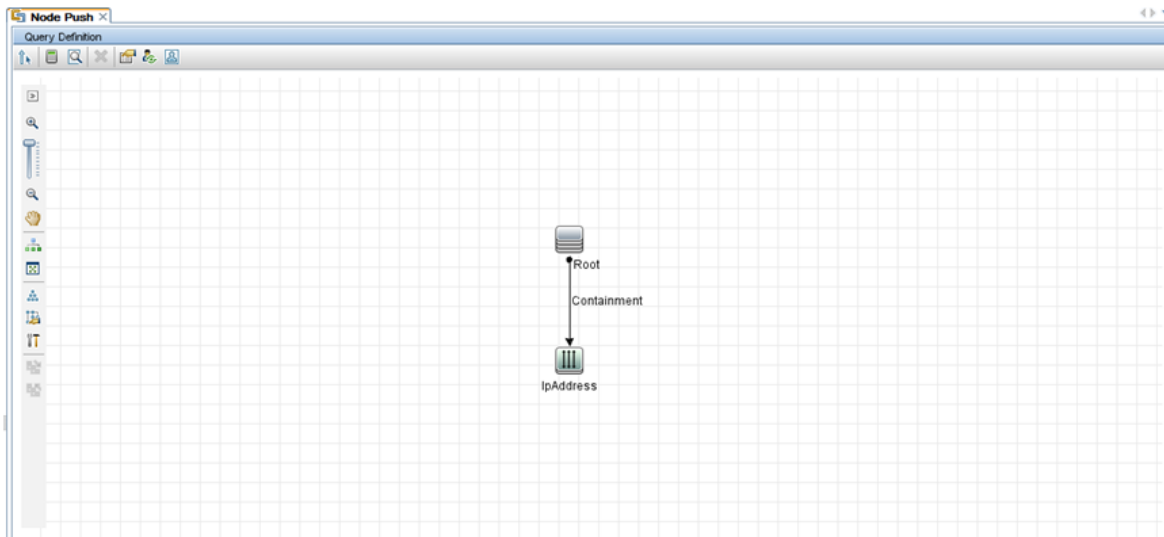 Node Push
Query Definition
Root
Containment
IpAddress